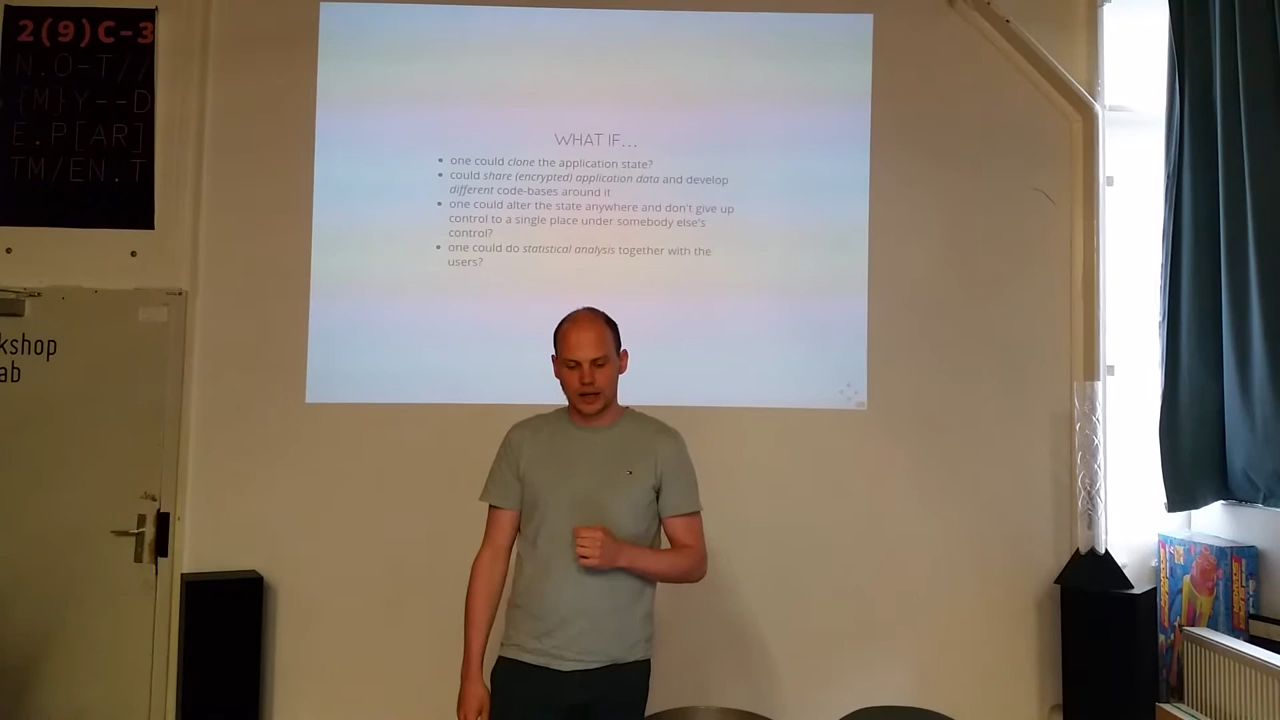 2(9)C-3
N.O-T//
{M}Y--D
E.P[AR]
TM/EN.T
WHAT IF...
• one could clone the application state?
• could share (encrypted) application data and develop
different code-bases around it
• one could alter the state anywhere and don't give up
control to a single place under somebody else's
control?
• one could do statistical analysis together with the
users?
kshop
ab